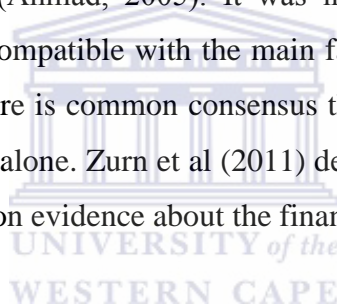 (Ahmad, 2005). It was
ompatible with the main
re is common consensus
alone. Zurn et al (2011)
on evidence about the
UNIVERSITY of the
WESTERN CAPE